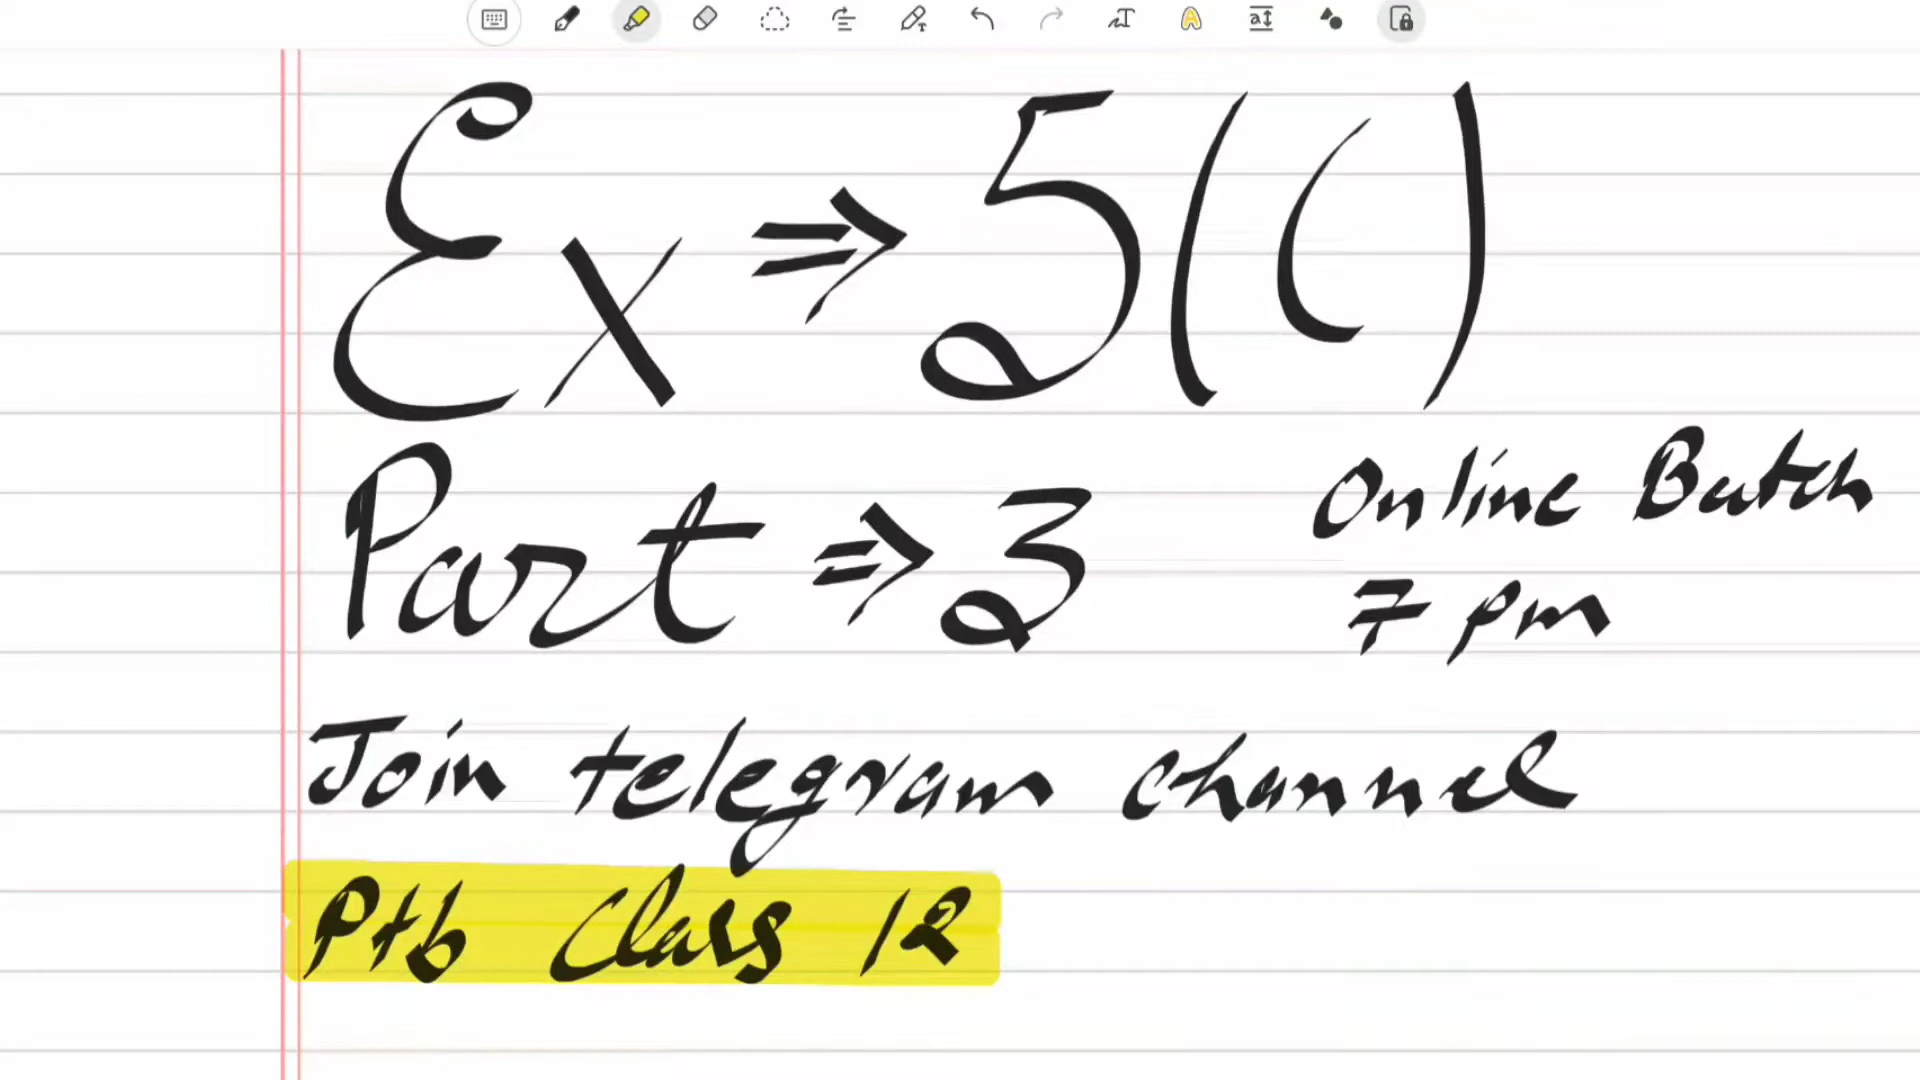 Ex ⇒ 5(C)
Part ⇒ 3
Online Batch
7 pm
Join telegram channel
Ptb Class 12